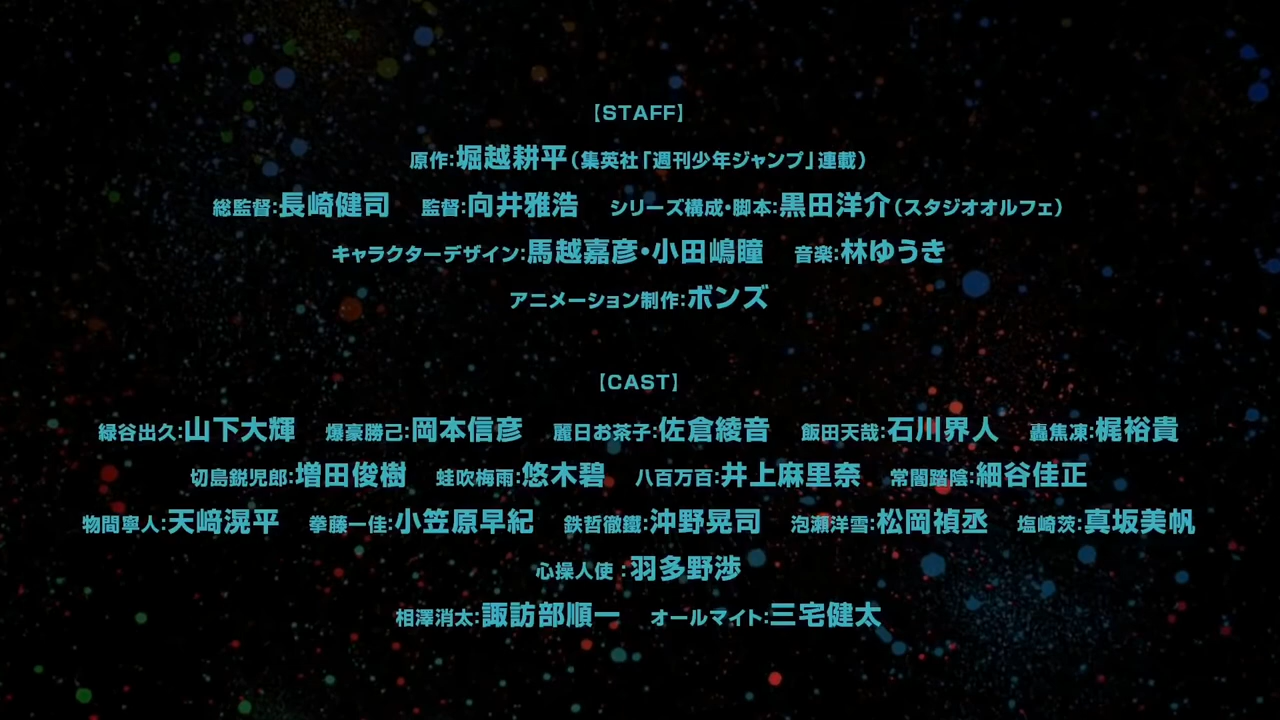 【STAFF】
原作:堀越耕平(集英社「週刊少年ジャンプ」連載)
総監督:長崎健司 監督:向井雅浩 シリーズ構成・脚本:黒田洋介(スタジオオルフェ)
キャラクターデザイン:馬越嘉彦・小田嶋瞳 音楽:林ゆうき
アニメーション制作:ボンズ
【CAST】
緑谷出久:山下大輝 爆豪勝己:岡本信彦 麗日お茶子:佐倉綾音 飯田天哉:石川界人 轟焦凍:梶裕貴
切島鋭児郎:増田俊樹 蛙吹梅雨:悠木碧 八百万百:井上麻里奈 常闇踏陰:細谷佳正
物間寧人:天﨑滉平 拳藤一佳:小笠原早紀 鉄哲徹鐵:沖野晃司 泡瀬洋雪:松岡禎丞 塩崎茨:真坂美帆
心操人使 :羽多野渉
相澤消太:諏訪部順一 オールマイト:三宅健太